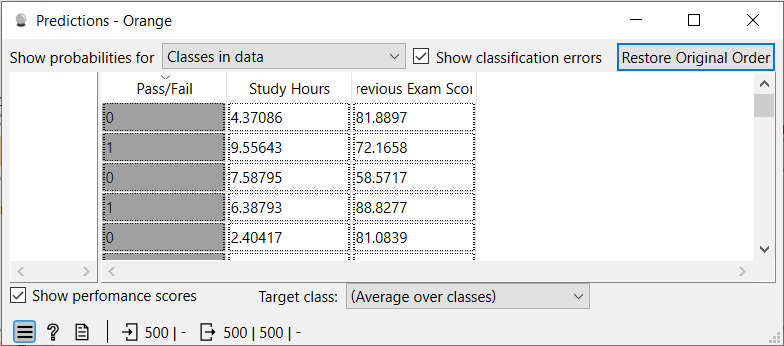 Predictions - Orange
Show probabilities for Classes in data Show classification errors Restore Original Order
Pass/Fail Study Hours revious Exam Scor
0 4.37086 81.8897
1 9.55643 72.1658
0 7.58795 58.5717
1 6.38793 88.8277
0 2.40417 81.0839
Show perfomance scores Target class: (Average over classes)
? 500 | - 500 | 500 | -